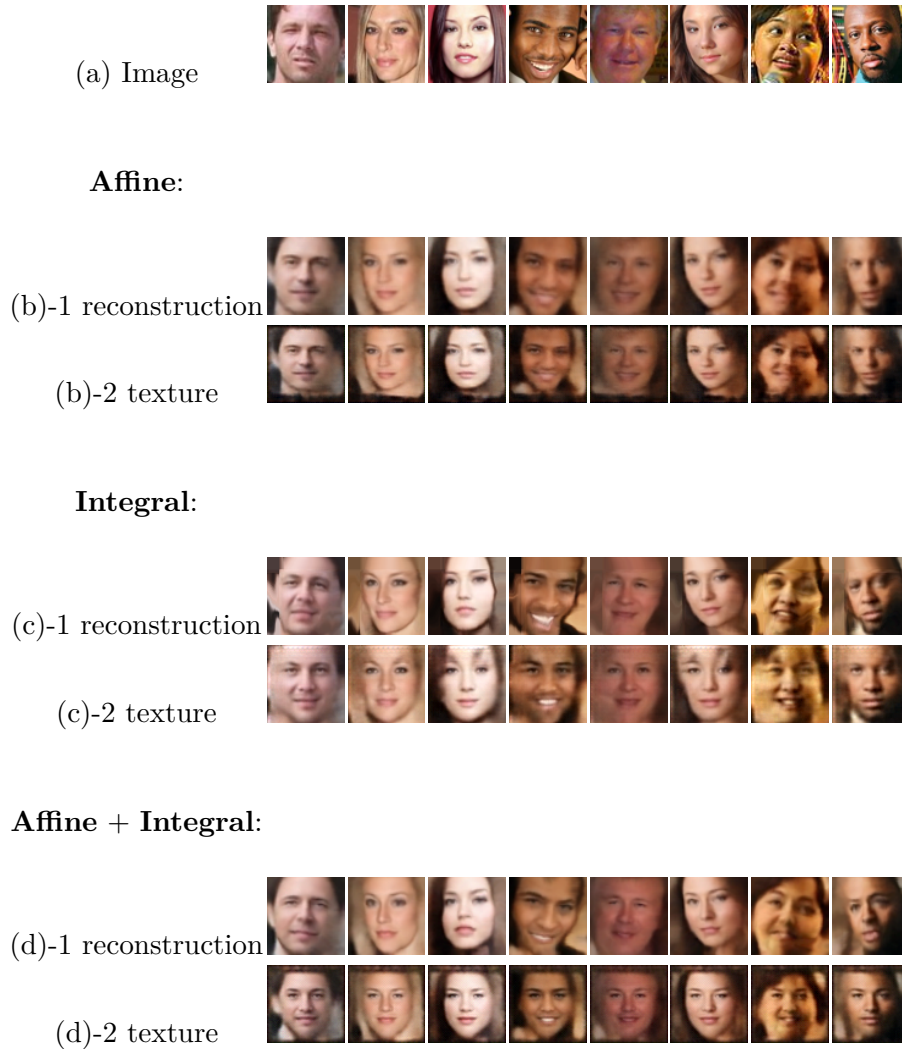 (a) Image
Affine:
(b)-1 reconstruction
(b)-2 texture
Integral:
(c)-1 reconstruction
(c)-2 texture
Affine + Integral:
(d)-1 reconstruction
(d)-2 texture